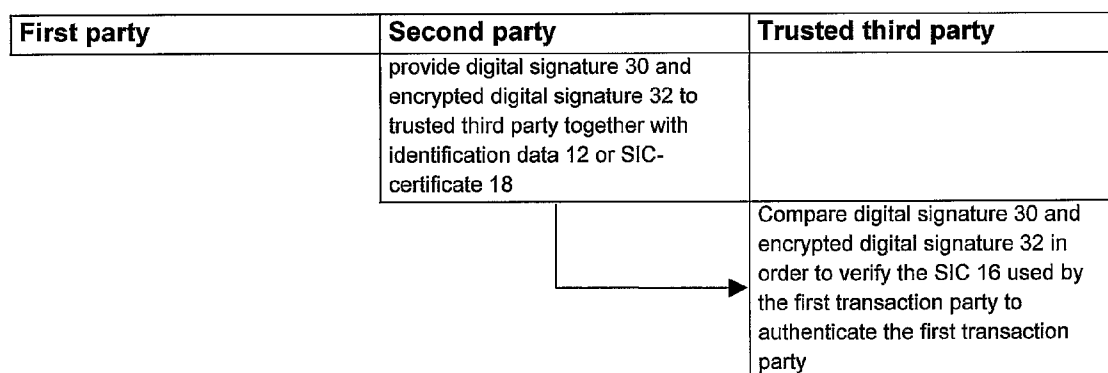 First party
Second party
Trusted third party
provide digital signature 30 and
encrypted digital signature 32 to
trusted third party together with
identification data 12 or SIC-
certificate 18
Compare digital signature 30 and
encrypted digital signature 32 in
order to verify the SIC 16 used by
the first transaction party to
authenticate the first transaction
party